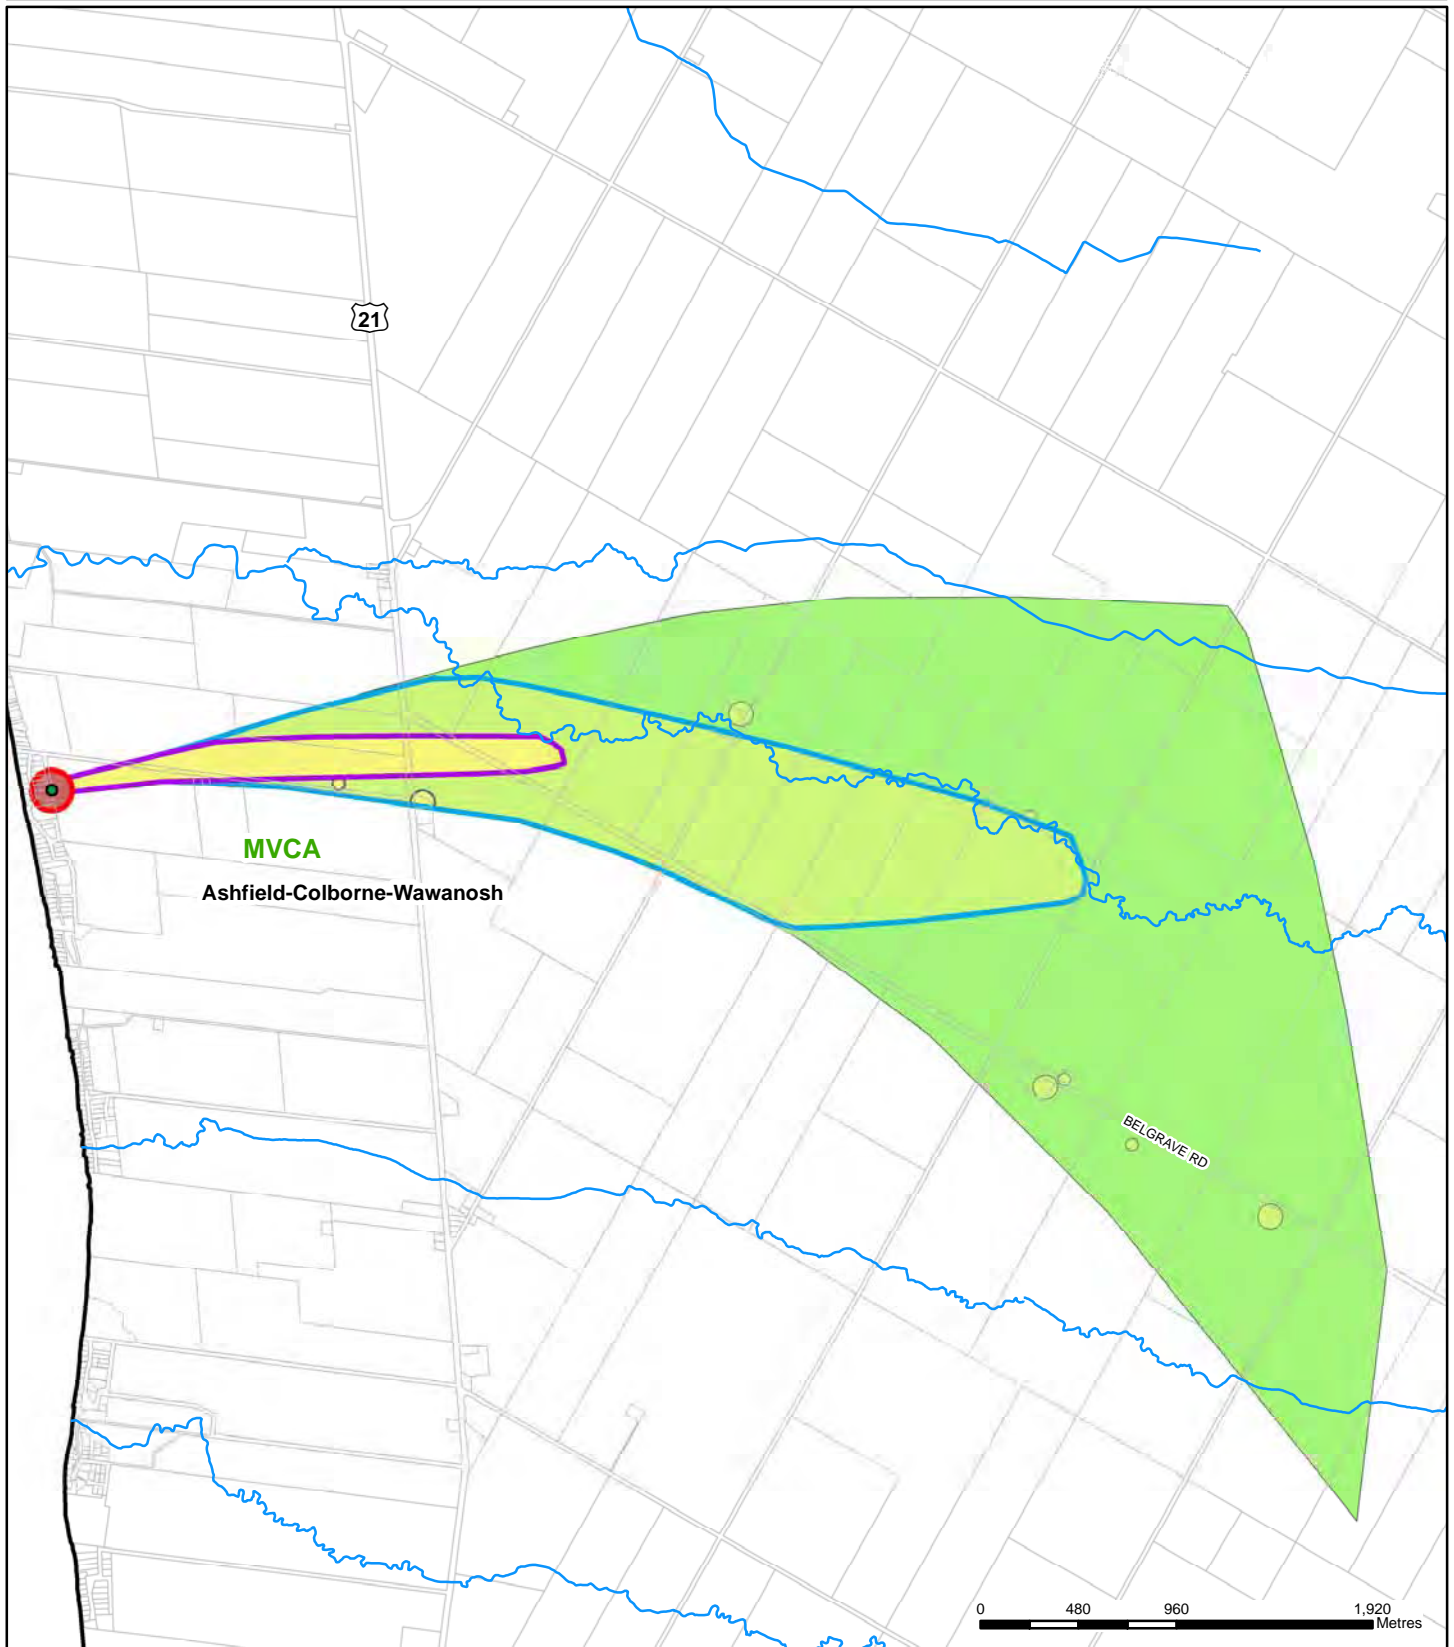 21
MVCA
Ashfield-Colborne-Wawanosh
BELGRAVE RD
0 480 960 1,920
Metres